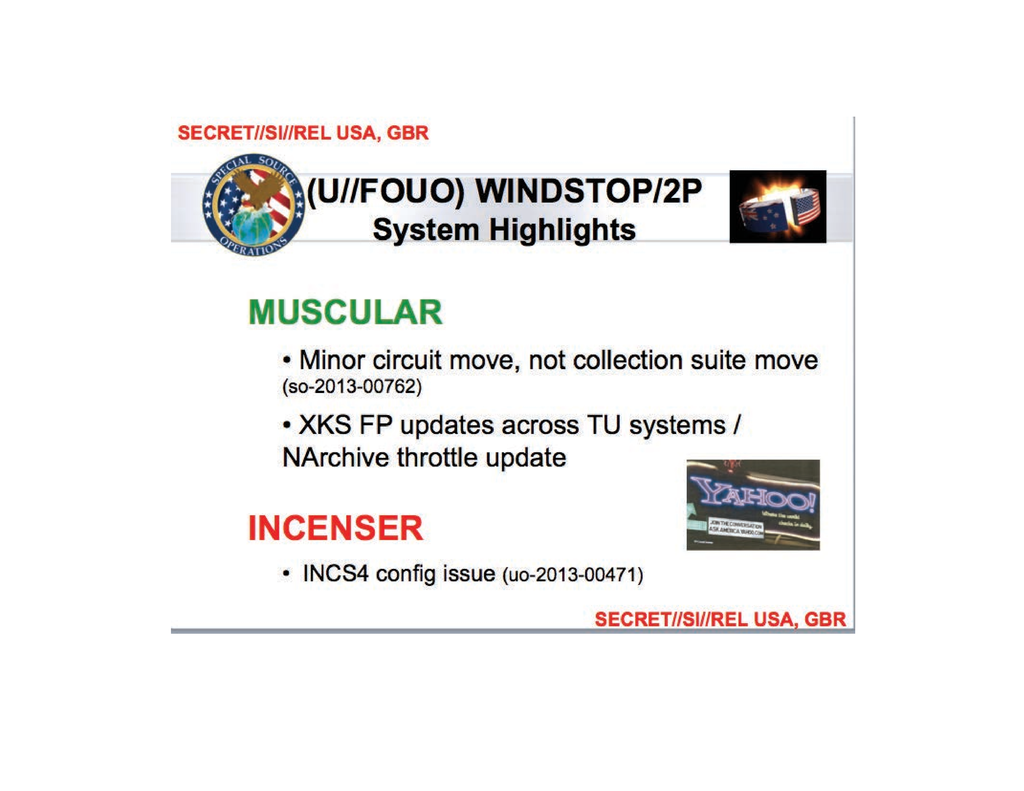 SECRET//SI//REL USA, GBR
SPECIAL SOURCE
OPERATIONS
(U//FOUO) WINDSTOP/2P
System Highlights
MUSCULAR
• Minor circuit move, not collection suite move
(so-2013-00762)
• XKS FP updates across TU systems /
NArchive throttle update
YAHOO!
JOIN THE CONVERSATION
ASK AMERICA YAHOO.COM
INCENSER
• INCS4 config issue (uo-2013-00471)
SECRET//SI//REL USA, GBR